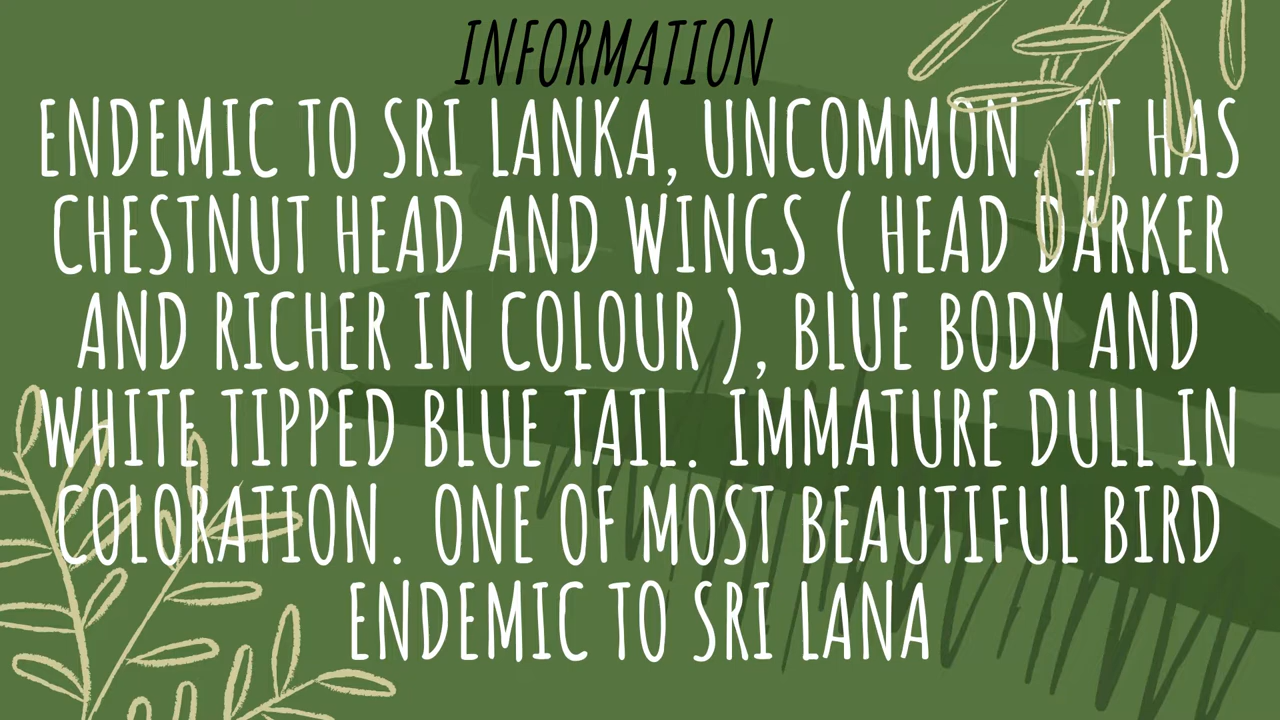 INFORMATION
ENDEMIC TO SRI LANKA, UNCOMMON. IT HAS
CHESTNUT HEAD AND WINGS ( HEAD DARKER
AND RICHER IN COLOUR ), BLUE BODY AND
WHITE TIPPED BLUE TAIL. IMMATURE DULL IN
COLORATION. ONE OF MOST BEAUTIFUL BIRD
ENDEMIC TO SRI LANA